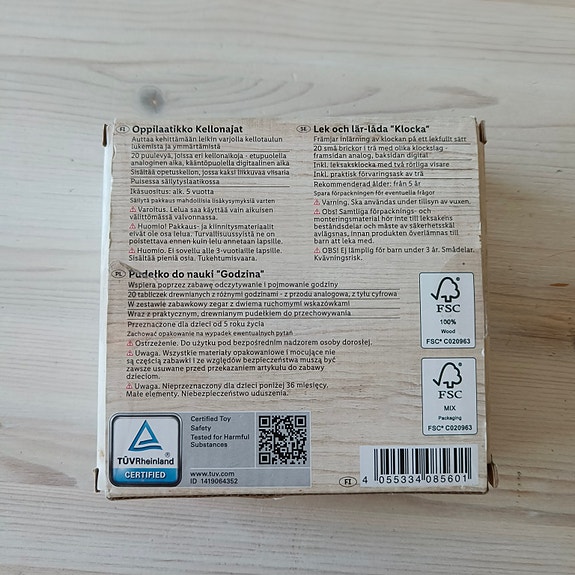 FI Oppilaatikko Kellonajat
Auttaa kehittämään leikin varjolla kellotaulun
lukemista ja ymmärtämistä
20 puulevyä, joissa eri kellonaikoja - etupuolella
analoginen aika, kääntöpuolella digitaalinen aika
Sisältää opetuskellon, jossa kaksi liikkuvaa viisaria
Puisessa säilytyslaatikossa
Ikäsuositus: alk. 5 vuotta
Säilytä pakkaus mahdollisia lisäkysymyksiä varten
Varoitus. Lelua saa käyttää vain aikuisen
välittömässä valvonnassa.
Huomio! Pakkaus- ja kiinnitysmateriaalit
eivät ole osa lelua. Turvallisuussyistä ne on
poistettava ennen kuin lelu annetaan lapsille.
Huomio. Ei sovellu alle 3-vuotiaille lapsille.
Sisältää pieniä osia. Tukehtumisvaara.
SE Lek och lär-låda "Klocka"
Främjar inlärning av klockan på ett lekfullt sätt
20 små brickor i trä med olika klockslag -
framsidan analog, baksidan digital
Inkl. leksaksklocka med två rörliga visare
Inkl. praktisk förvaringsask av trä
Rekommenderad ålder: från 5 år
Spara förpackningen för eventuella frågor
Varning. Ska användas under tillsyn av vuxen.
Obs! Samtliga förpacknings- och
monteringsmaterial hör inte till leksakens
beståndsdelar och måste av säkerhetsskäl
avlägsnas, innan produkten överlämnas till
barn att leka med.
OBS! Ej lämplig för barn under 3 år. Smådelar.
Kvävningsrisk.
PL Pudełko do nauki "Godzina"
Wspiera poprzez zabawę odczytywanie i pojmowanie godziny
20 tabliczek drewnianych z różnymi godzinami - z przodu analogowa, z tyłu cyfrowa
W zestawie zabawkowy zegar z dwiema ruchomymi wskazówkami
Wraz z praktycznym, drewnianym pudełkiem do przechowywania
Przeznaczone dla dzieci od 5 roku życia
Zachować opakowanie na wypadek ewentualnych pytań
Ostrzeżenie. Do użytku pod bezpośrednim nadzorem osoby dorosłej.
Uwaga. Wszystkie materiały opakowaniowe i mocujące nie
są częścią zabawki i ze względów bezpieczeństwa muszą być
zawsze usuwane przed przekazaniem artykułu do zabawy
dzieciom.
Uwaga. Nieprzeznaczony dla dzieci poniżej 36 miesięcy.
Małe elementy. Niebezpieczeństwo uduszenia.
FSC
100%
Wood
FSC® C020963
FSC
MIX
Packaging
FSC® C020963
TÜVRheinland
CERTIFIED
Certified Toy
Safety
Tested for Harmful
Substances
www.tuv.com
ID 1419064352
FI
4 055334 085601